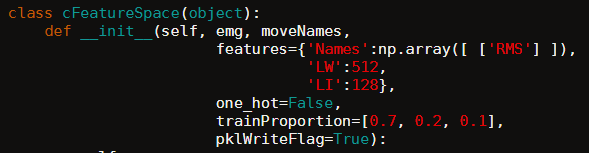 class cFeatureSpace(object):
    def __init__(self, emg, moveNames,
                       features={'Names':np.array([ ['RMS'] ]),
                                 'LW':512,
                                 'LI':128},
                       one_hot=False,
                       trainProportion=[0.7, 0.2, 0.1],
                       pklWriteFlag=True):